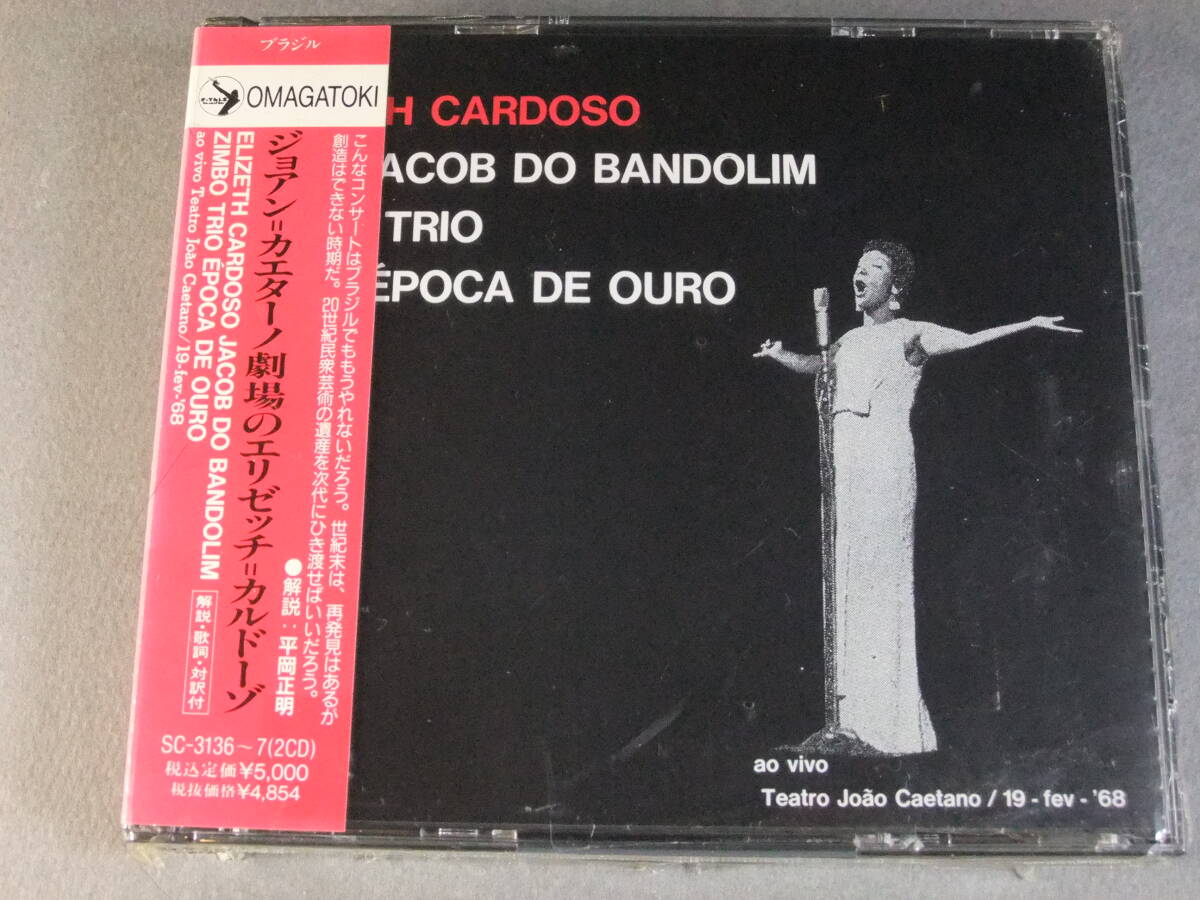 ブラジル
OMAGATOKI
こんなコンサートはブラジルでももうやれないだろう。世紀末は、再発見はあるが
創造はできない時期だ。20世紀民衆芸術の遺産を次代にひき渡せばいいだろう。
●解説:平岡正明
ジョアン=カエターノ劇場のエリゼッチ=カルドーゾ
ELIZETH CARDOSO JACOB DO BANDOLIM
ZIMBO TRIO ÉPOCA DE OURO
ao vivo Teatro João Caetano/19-fev-'68
解説・歌詞・対訳付
SC-3136~7(2CD)
税込定価¥5,000
税抜価格¥4,854
H CARDOSO
JACOB DO BANDOLIM
TRIO
ÉPOCA DE OURO
ao vivo
Teatro João Caetano / 19 - fev - '68